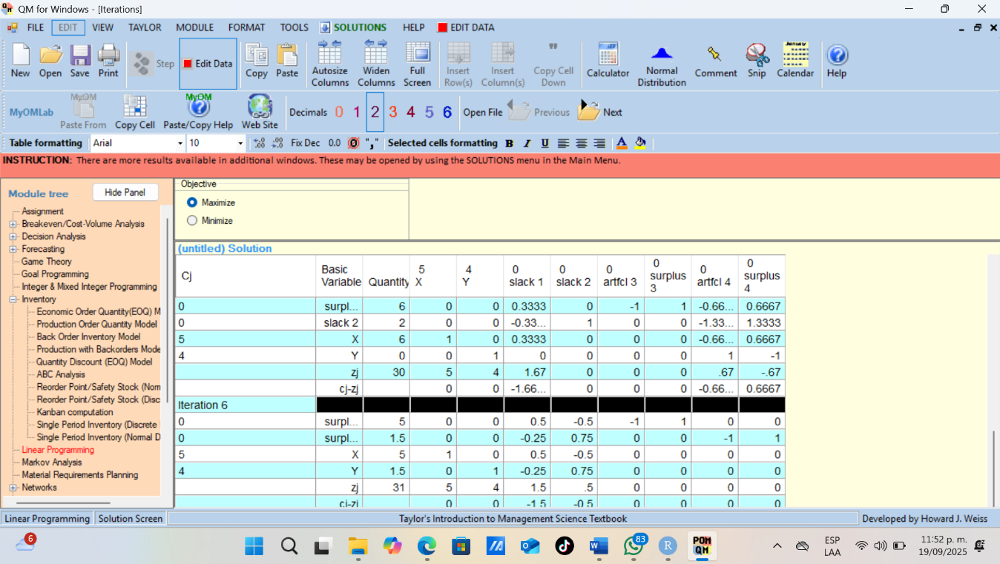 QM for Windows - [Iterations]
FILE EDIT VIEW TAYLOR MODULE FORMAT TOOLS SOLUTIONS HELP EDIT DATA
New Open Save Print Step Edit Data Copy Paste Autosize Columns Widen Columns Full Screen Insert Row(s) Insert Column(s) Copy Cell Down Calculator Normal Distribution Comment Snip Calendar Help
MyOMLab Paste From Copy Cell Paste/Copy Help Web Site Decimals 0 1 2 3 4 5 6 Open File Previous Next
Table formatting Arial 10 Fix Dec 0.0 "," Selected cells formatting B I U A
INSTRUCTION: There are more results available in additional windows. These may be opened by using the SOLUTIONS menu in the Main Menu.
Module tree Hide Panel
Assignment
Breakeven/Cost-Volume Analysis
Decision Analysis
Forecasting
Game Theory
Goal Programming
Integer & Mixed Integer Programming
Inventory
Economic Order Quantity(EOQ) M
Production Order Quantity Model
Back Order Inventory Model
Production with Backorders Mode
Quantity Discount (EOQ) Model
ABC Analysis
Reorder Point/Safety Stock (Nom
Reorder Point/Safety Stock (Disc
Kanban computation
Single Period Inventory (Discrete
Single Period Inventory (Normal D
Linear Programming
Markov Analysis
Material Requirements Planning
Networks
Objective
Maximize
Minimize
(untitled) Solution
Cj Basic Variable Quantity 5 X 4 Y 0 slack 1 0 slack 2 0 artfcl 3 0 surplus 3 0 artfcl 4 0 surplus 4
0 surpl... 6 0 0 0.3333 0 -1 1 -0.66... 0.6667
0 slack 2 2 0 0 -0.33... 1 0 0 -1.33... 1.3333
5 X 6 1 0 0.3333 0 0 0 -0.66... 0.6667
4 Y 0 0 1 0 0 0 0 1 -1
zj 30 5 4 1.67 0 0 0 .67 -.67
cj-zj 0 0 -1.66... 0 0 0 -0.66... 0.6667
Iteration 6
0 surpl... 5 0 0 0.5 -0.5 -1 1 0 0
0 surpl... 1.5 0 0 -0.25 0.75 0 0 -1 1
5 X 5 1 0 0.5 -0.5 0 0 0 0
4 Y 1.5 0 1 -0.25 0.75 0 0 0 0
zj 31 5 4 1.5 .5 0 0 0 0
cj-zj 0 0 -1.5 -0.5 0 0 0 0
Linear Programming Solution Screen Taylor's Introduction to Management Science Textbook Developed by Howard J. Weiss
6 83 POM QM ESP LAA 11:52 p. m. 19/09/2025